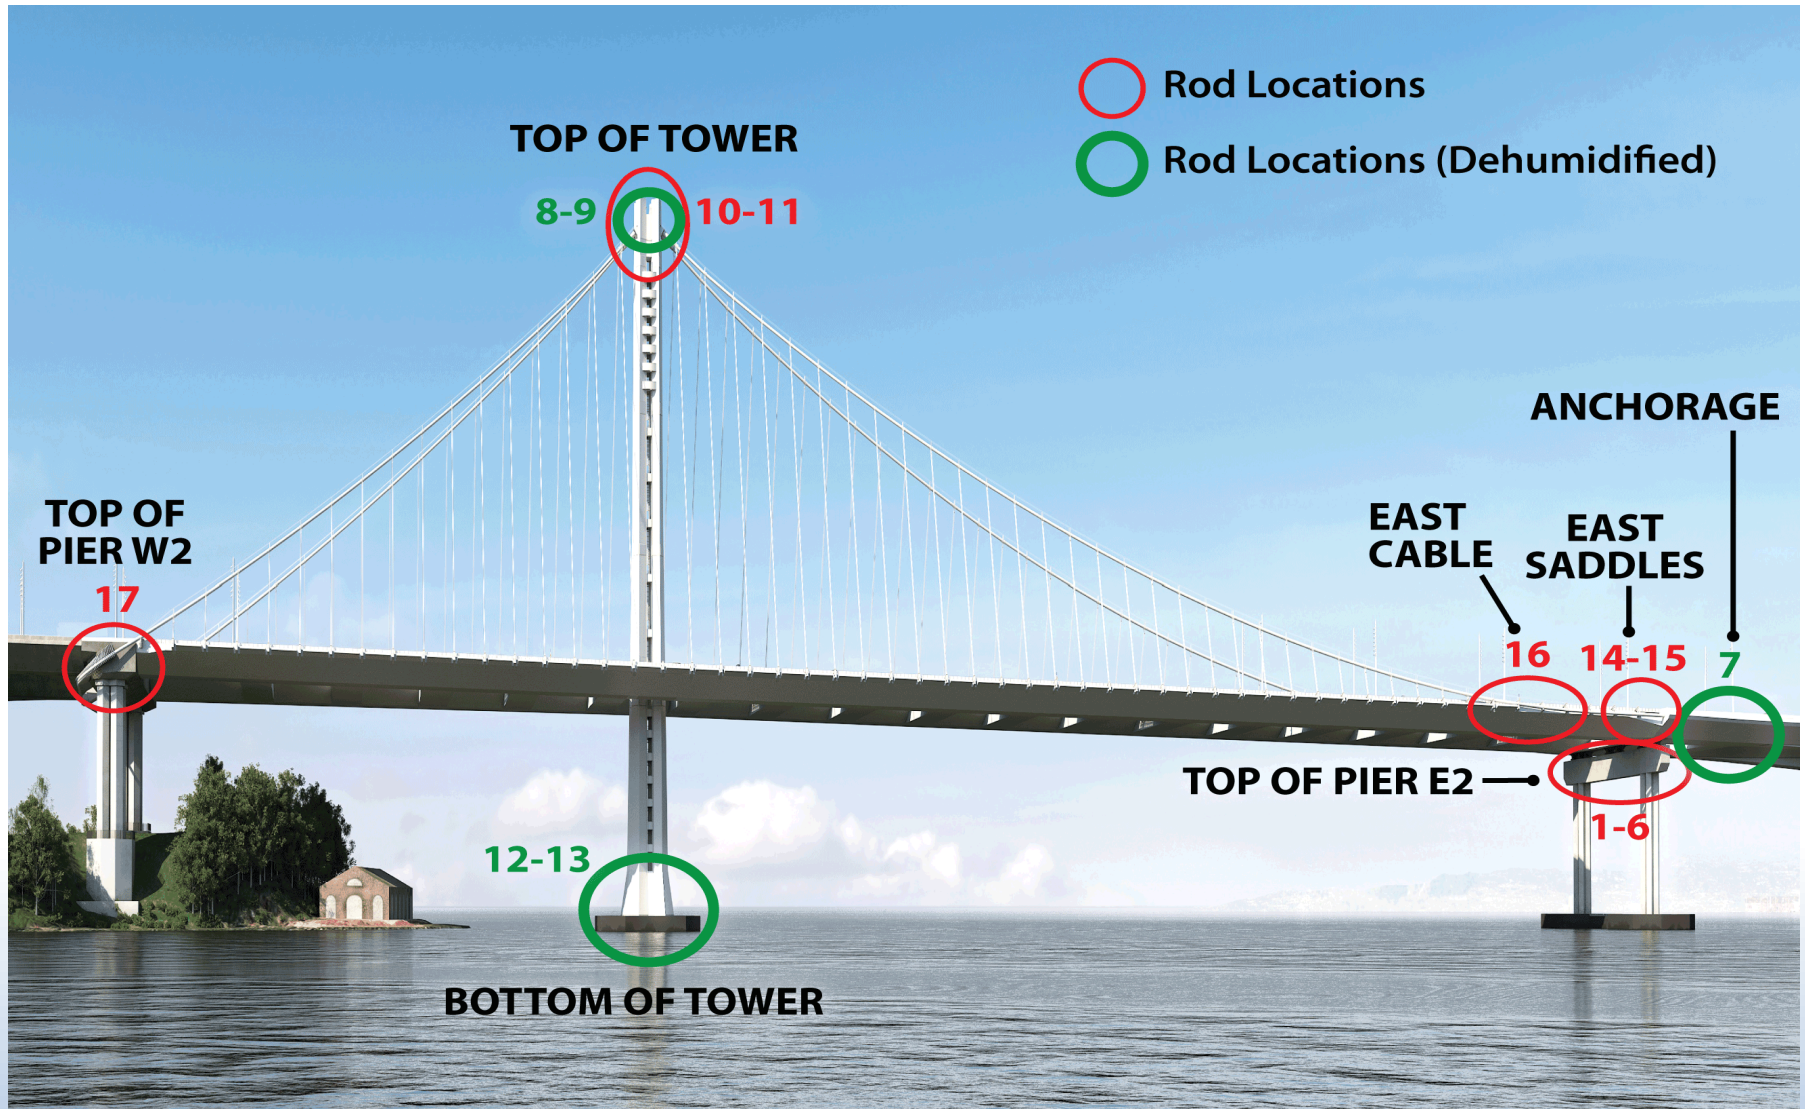 Rod Locations
Rod Locations (Dehumidified)
TOP OF TOWER
8-9
10-11
ANCHORAGE
TOP OF
PIER W2
17
EAST
CABLE
EAST
SADDLES
16
14-15
7
TOP OF PIER E2
1-6
12-13
BOTTOM OF TOWER